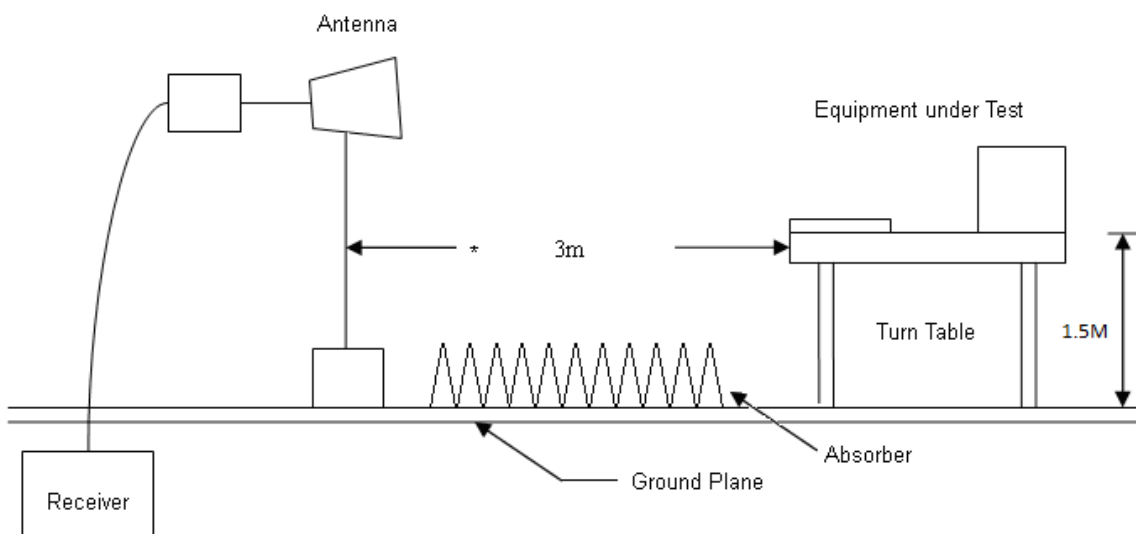 Antenna
Equipment under Test
* 3m
Turn Table
1.5M
Absorber
Ground Plane
Receiver